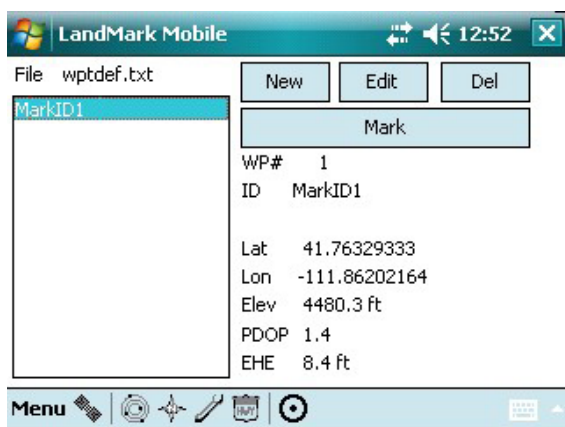 LandMark Mobile 12:52
File wptdef.txt
New Edit Del
MarkID1
Mark
WP# 1
ID MarkID1
Lat 41.76329333
Lon -111.86202164
Elev 4480.3 ft
PDOP 1.4
EHE 8.4 ft
Menu HWY